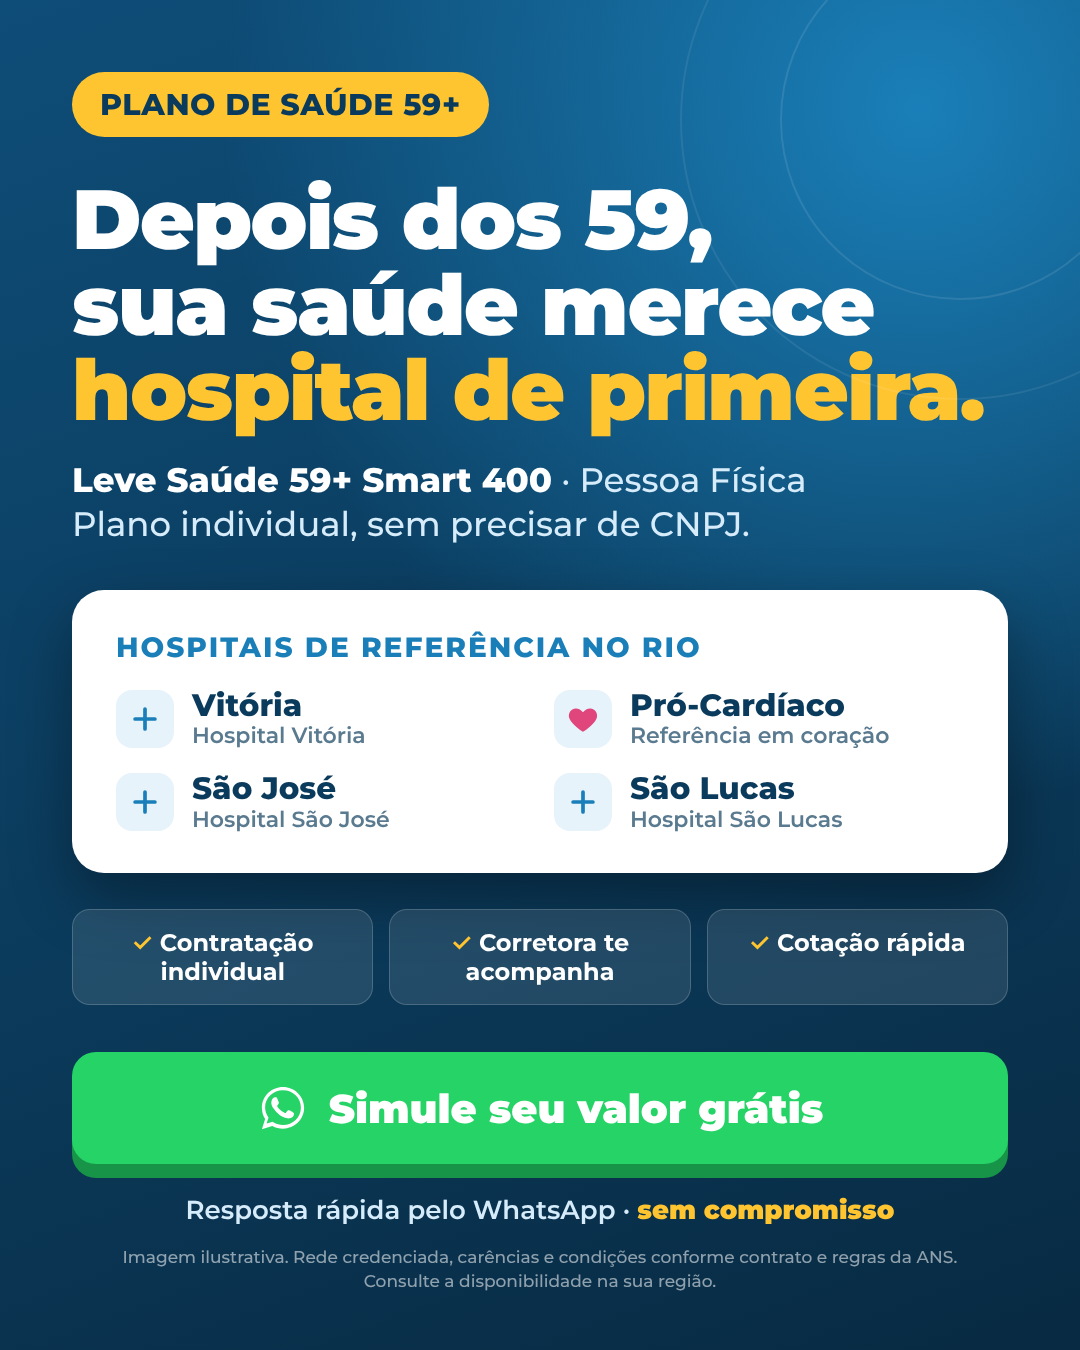 PLANO DE SAÚDE 59+
Depois dos 59,
sua saúde merece
hospital de primeira.
Leve Saúde 59+ Smart 400 · Pessoa Física
Plano individual, sem precisar de CNPJ.
HOSPITAIS DE REFERÊNCIA NO RIO
Vitória
Hospital Vitória
Pró-Cardíaco
Referência em coração
São José
Hospital São José
São Lucas
Hospital São Lucas
✓ Contratação
individual
✓ Corretora te
acompanha
✓ Cotação rápida
Simule seu valor grátis
Resposta rápida pelo WhatsApp · sem compromisso
Imagem ilustrativa. Rede credenciada, carências e condições conforme contrato e regras da ANS.
Consulte a disponibilidade na sua região.